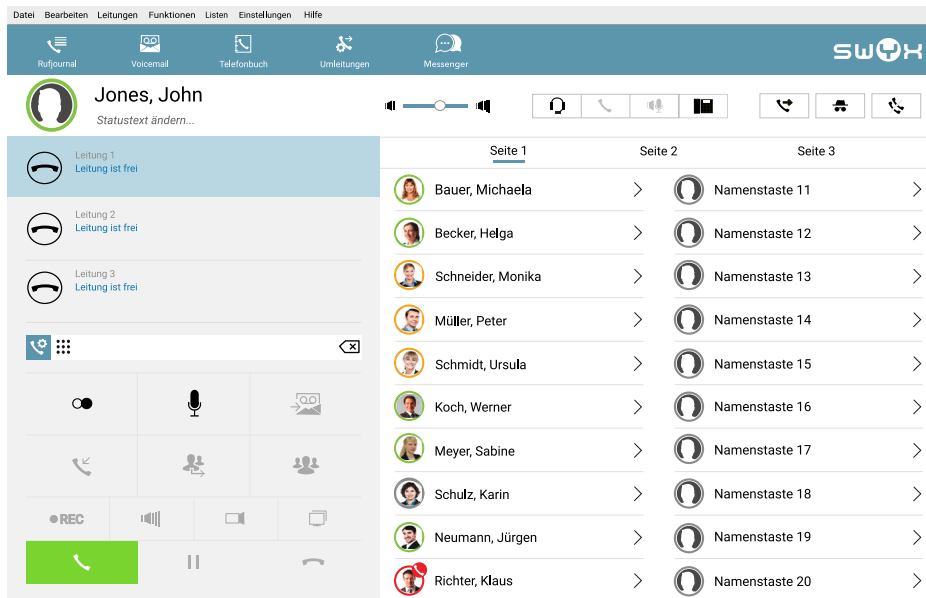 Datei Bearbeiten Leitungen Funktionen Listen Einstellungen Hilfe
Rufjournal Voicemail Telefonbuch Umleitungen Messenger
swyx
Jones, John
Statustext ändern...
Leitung 1
Leitung ist frei
Leitung 2
Leitung ist frei
Leitung 3
Leitung ist frei
REC
Seite 1 Seite 2 Seite 3
Bauer, Michaela Namenstaste 11
Becker, Helga Namenstaste 12
Schneider, Monika Namenstaste 13
Müller, Peter Namenstaste 14
Schmidt, Ursula Namenstaste 15
Koch, Werner Namenstaste 16
Meyer, Sabine Namenstaste 17
Schulz, Karin Namenstaste 18
Neumann, Jürgen Namenstaste 19
Richter, Klaus Namenstaste 20